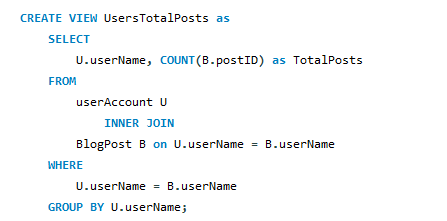 CREATE VIEW UsersTotalPosts as
SELECT
U.userName, COUNT(B.postID) as TotalPosts
FROM
userAccount U
INNER JOIN
BlogPost B on U.userName = B.userName
WHERE
U.userName = B.userName
GROUP BY U.userName;